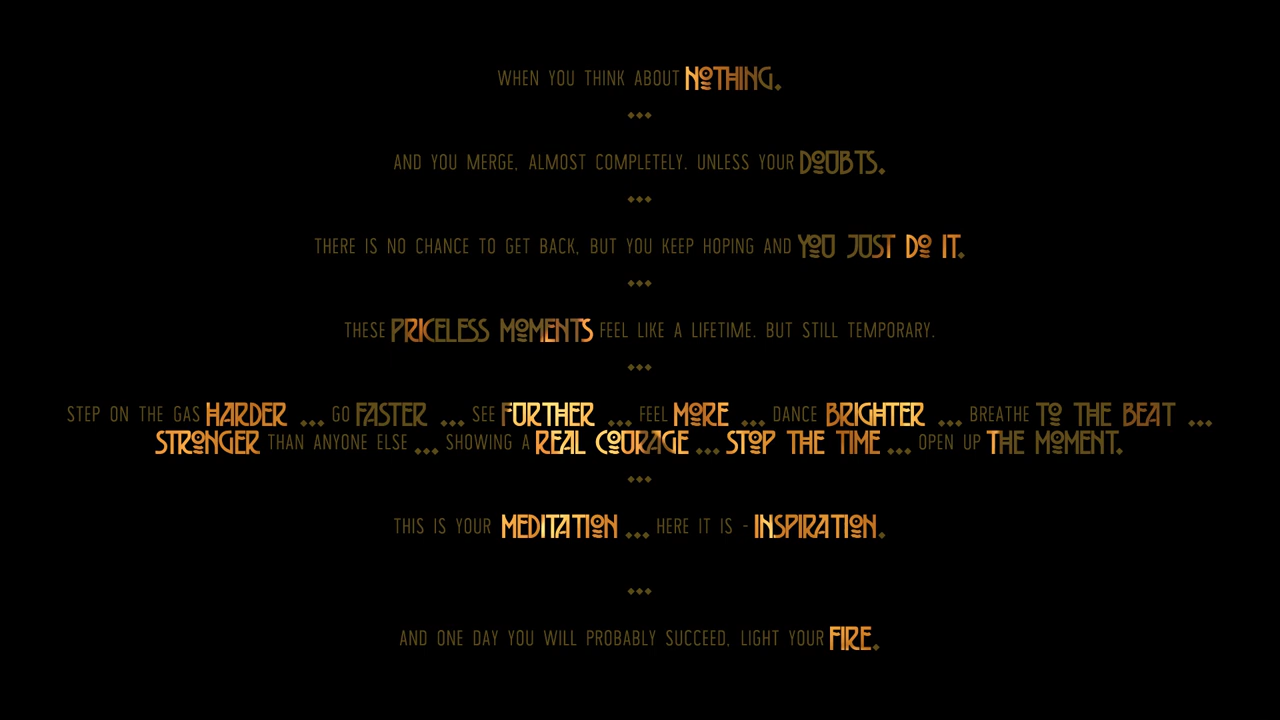 WHEN YOU THINK ABOUT NOTHING.
...
AND YOU MERGE, ALMOST COMPLETELY. UNLESS YOUR DOUBTS.
...
THERE IS NO CHANCE TO GET BACK, BUT YOU KEEP HOPING AND YOU JUST DO IT.
...
THESE PRICELESS MOMENTS FEEL LIKE A LIFETIME. BUT STILL TEMPORARY.
...
STEP ON THE GAS HARDER ... GO FASTER ... SEE FURTHER ... FEEL MORE ... DANCE BRIGHTER ... BREATHE TO THE BEAT ...
STRONGER THAN ANYONE ELSE ... SHOWING A REAL COURAGE ... STOP THE TIME ... OPEN UP THE MOMENT.
...
THIS IS YOUR MEDITATION ... HERE IT IS - INSPIRATION.
...
AND ONE DAY YOU WILL PROBABLY SUCCEED, LIGHT YOUR FIRE.